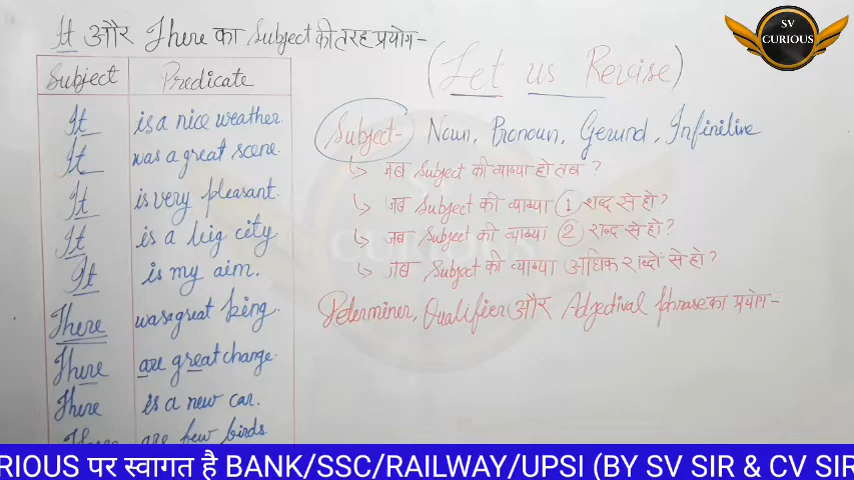 It और There का Subject की तरह प्रयोग-
SV
CURIOUS
Subject Predicate
It is a nice weather.
It was a great scene.
It is very pleasant.
It is a big city
It is my aim.
There was a great king.
There are great change.
There is a new car.
There are few birds.
(Let us Revise)
Subject- Noun, Pronoun, Gerund, Infinitive
↳ जब Subject की व्याख्या हो तब ?
↳ जब Subject की व्याख्या ① शब्द से हो ?
↳ जब Subject की व्याख्या ② शब्द से हो ?
↳ जब Subject की व्याख्या अधिक शब्दों से हो ?
Determiner, Qualifier और Adjedival phrase का प्रयोग-
CURIOUS
RIOUS पर स्वागत है BANK/SSC/RAILWAY/UPSI (BY SV SIR & CV SIR